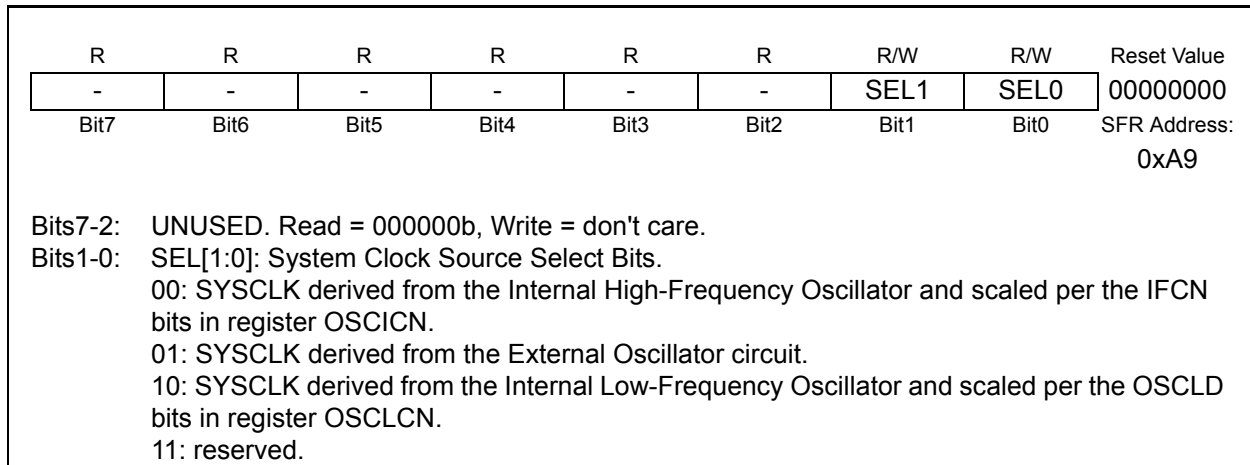 R R R R R R R/W R/W Reset Value
- - - - - - SEL1 SEL0 00000000
Bit7 Bit6 Bit5 Bit4 Bit3 Bit2 Bit1 Bit0 SFR Address:
0xA9
Bits7-2: UNUSED. Read = 000000b, Write = don't care.
Bits1-0: SEL[1:0]: System Clock Source Select Bits.
00: SYSCLK derived from the Internal High-Frequency Oscillator and scaled per the IFCN
bits in register OSCICN.
01: SYSCLK derived from the External Oscillator circuit.
10: SYSCLK derived from the Internal Low-Frequency Oscillator and scaled per the OSCLD
bits in register OSCLCN.
11: reserved.